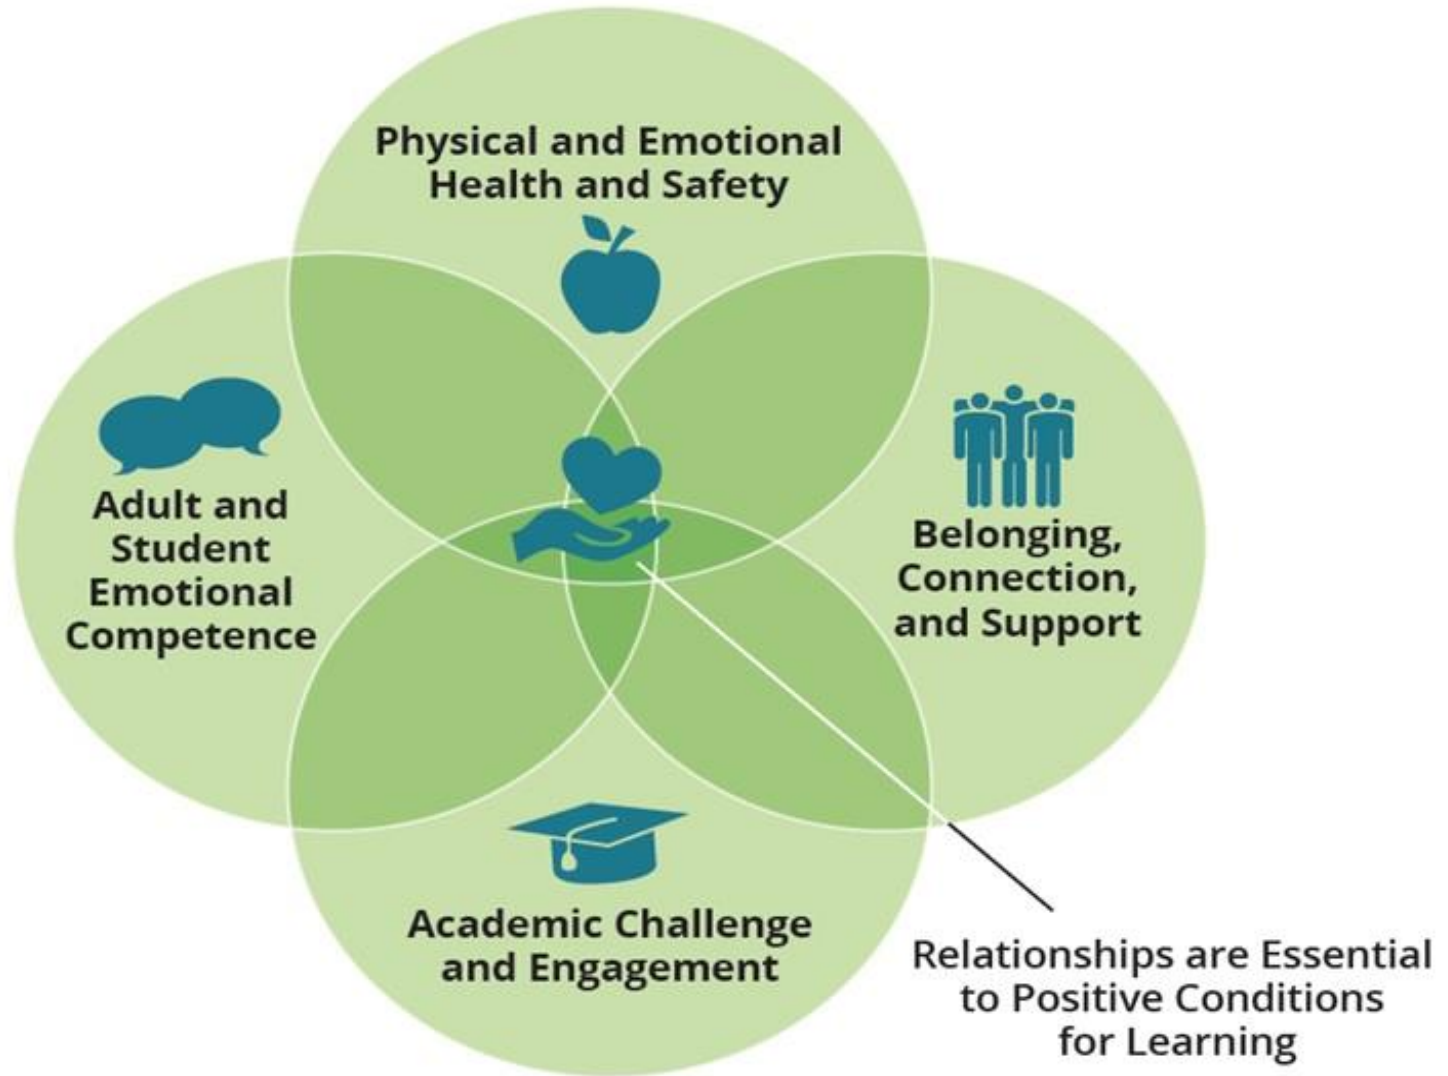 Physical and Emotional
Health and Safety
Adult and
Student
Emotional
Competence
Belonging,
Connection,
and Support
Academic Challenge
and Engagement
Relationships are Essential
to Positive Conditions
for Learning